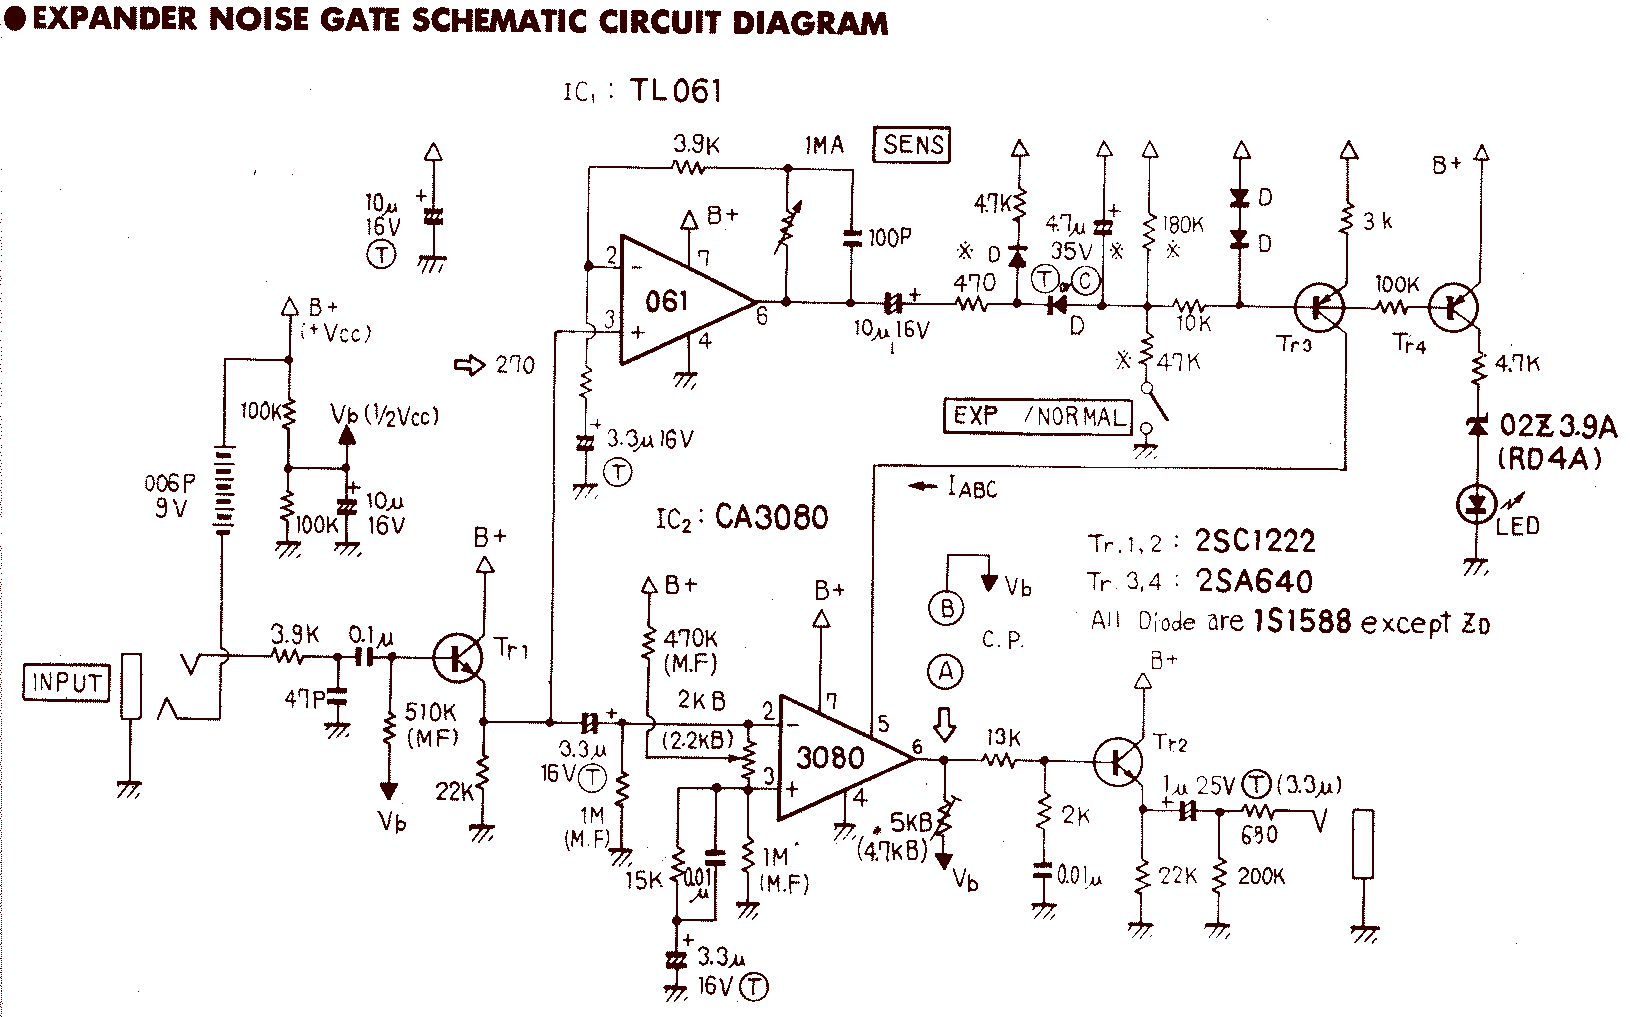 ● EXPANDER NOISE GATE SCHEMATIC CIRCUIT DIAGRAM
IC1 : TL061
3.9K
1MA
SENS
B+
10µ
16V
T
+
B+
7
100P
2
-
061
3
+
6
4
10µ 16V
+
4.7K
※ D
470
4.7µ
35V
※
+
T
C
D
180K
※
10K
※ 47K
D
D
3k
100K
Tr3
Tr4
B+
4.7K
02Z3.9A
(RD4A)
LED
EXP /NORMAL
B+
(+Vcc)
⇨ 270
100K
Vb (1/2Vcc)
+
3.3µ 16V
T
006P
9V
100K
+
10µ
16V
← IABC
IC2 : CA3080
Tr.1,2 : 2SC1222
Tr. 3,4 : 2SA640
All Diode are 1S1588 except ZD
B+
B+
B+
B
Vb
C.P.
A
INPUT
3.9K
0.1µ
47P
510K
(MF)
Vb
Tr1
22K
3.3µ
16V T
+
470K
(M.F)
2KB
(2.2kB)
1M
(M.F)
2
-
3
+
3080
7
5
6
4
15K
0.01
µ
1M
(M.F)
+
3.3µ
16V T
5KB
(4.7KB)
Vb
13K
2K
0.01µ
B+
Tr2
1µ 25V T (3.3µ)
+
680
22K
200K